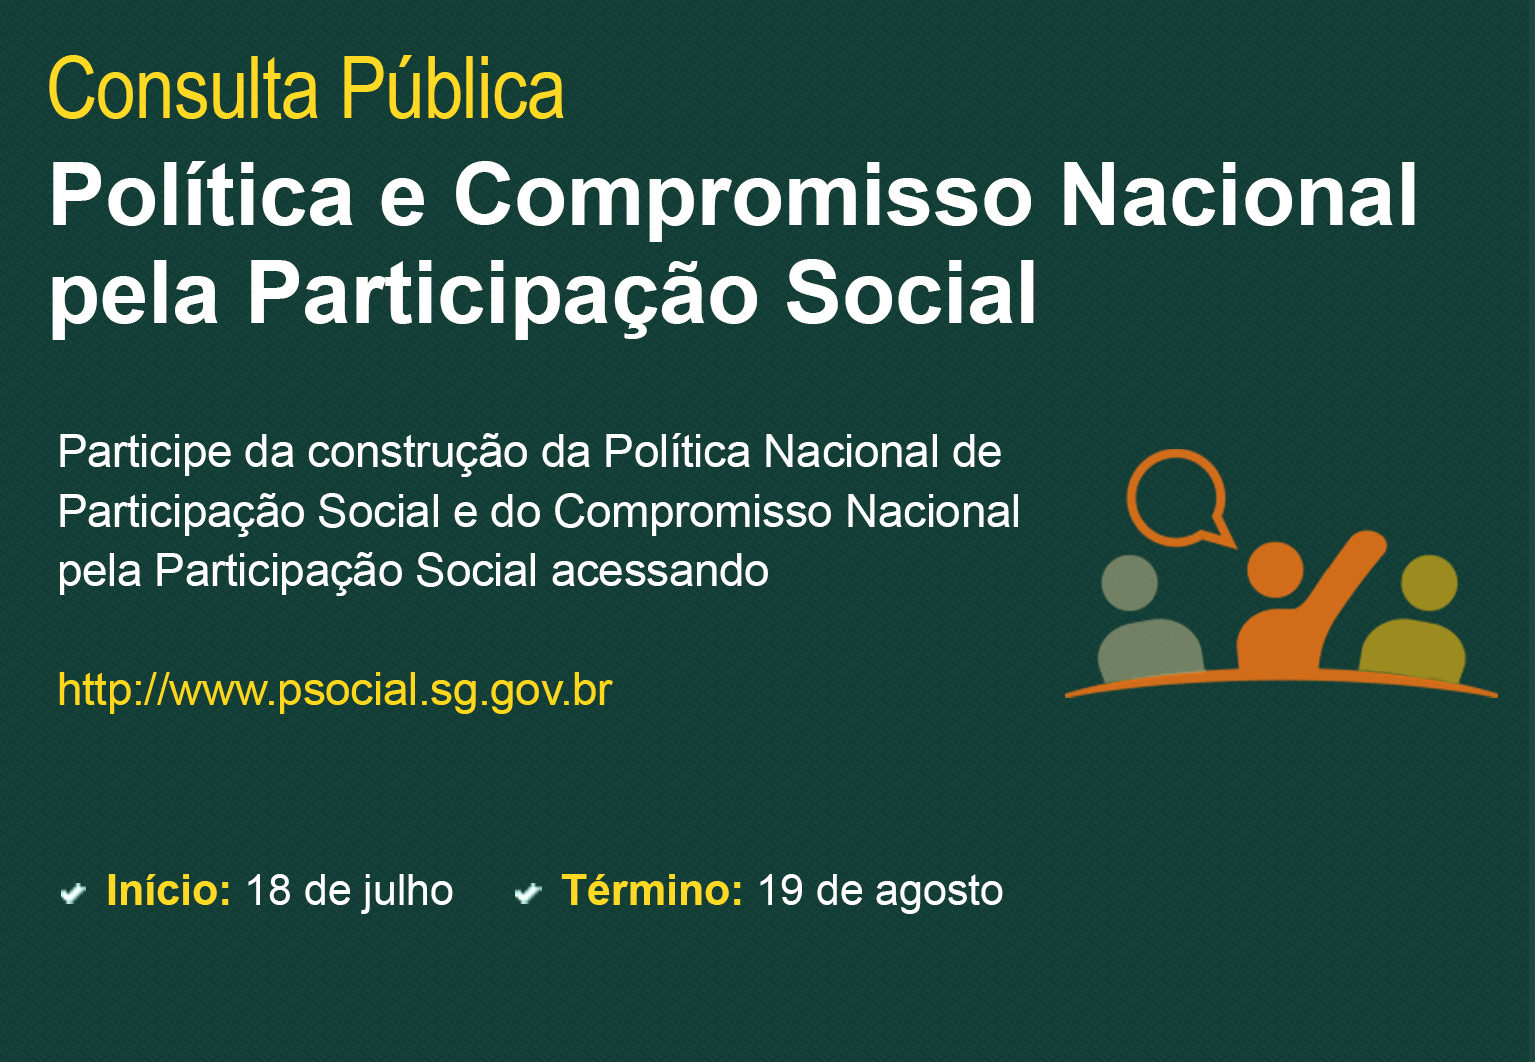 Consulta Pública
Política e Compromisso Nacional
pela Participação Social
Participe da construção da Política Nacional de
Participação Social e do Compromisso Nacional
pela Participação Social acessando
http://www.psocial.sg.gov.br
Início: 18 de julho Término: 19 de agosto